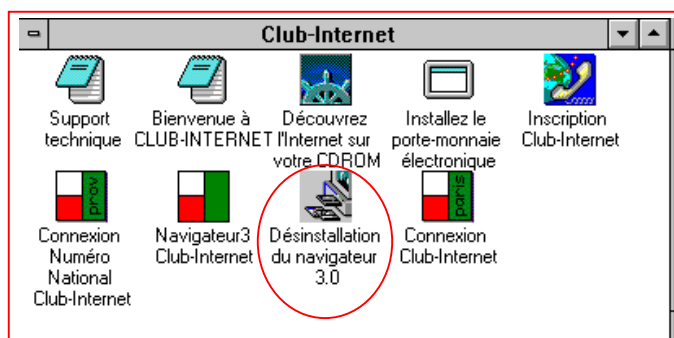 Club-Internet
Support
technique
Bienvenue à
CLUB-INTERNET
Découvrez
l'Internet sur
votre CDROM
Installez le
porte-monnaie
électronique
Inscription
Club-Internet
prov
Connexion
Numéro
National
Club-Internet
Navigateur3
Club-Internet
Désinstallation
du navigateur
3.0
paris
Connexion
Club-Internet